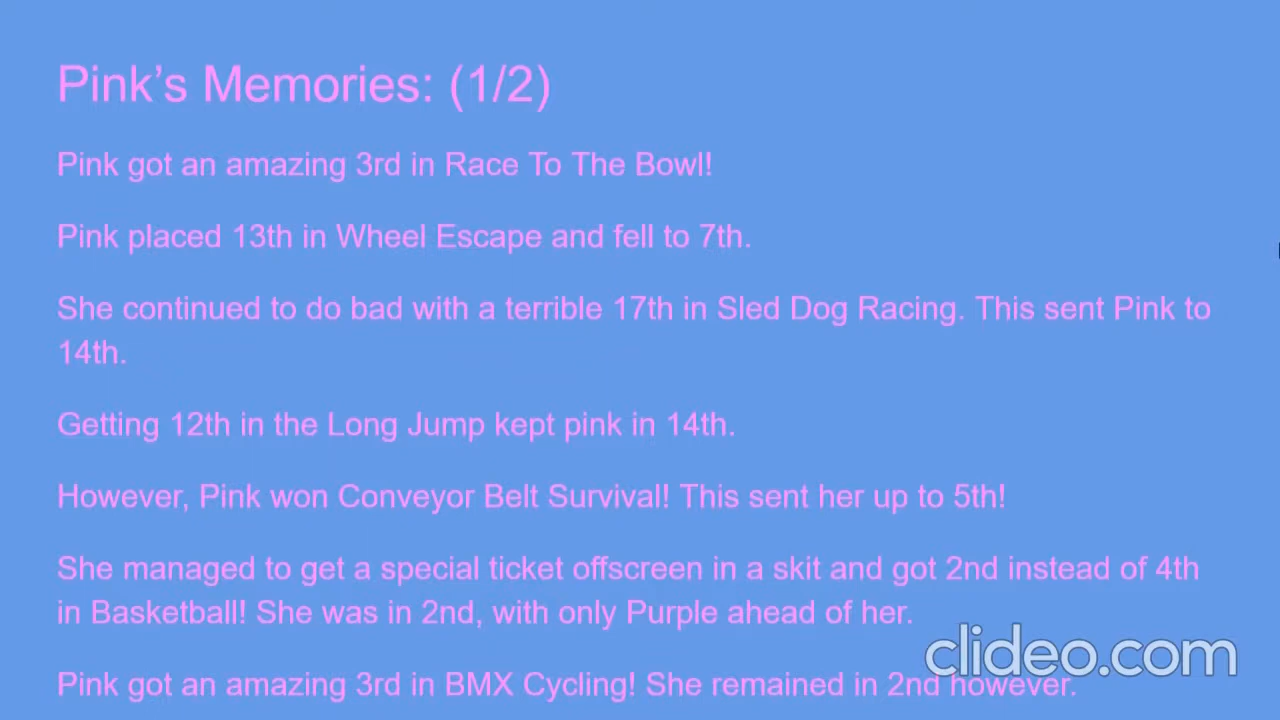 Pink’s Memories: (1/2)
Pink got an amazing 3rd in Race To The Bowl!
Pink placed 13th in Wheel Escape and fell to 7th.
She continued to do bad with a terrible 17th in Sled Dog Racing. This sent Pink to
14th.
Getting 12th in the Long Jump kept pink in 14th.
However, Pink won Conveyor Belt Survival! This sent her up to 5th!
She managed to get a special ticket offscreen in a skit and got 2nd instead of 4th
in Basketball! She was in 2nd, with only Purple ahead of her.
Pink got an amazing 3rd in BMX Cycling! She remained in 2nd however.
clideo.com